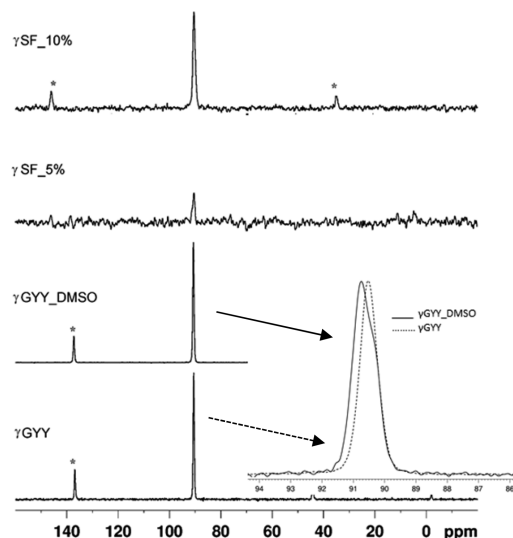 γSF_10%
*
*
γSF_5%
γGYY_DMSO
*
γGYY_DMSO
γGYY
γGYY
*
94 93 92 91 90 89 88 87 86
140 120 100 80 60 40 20 0 ppm